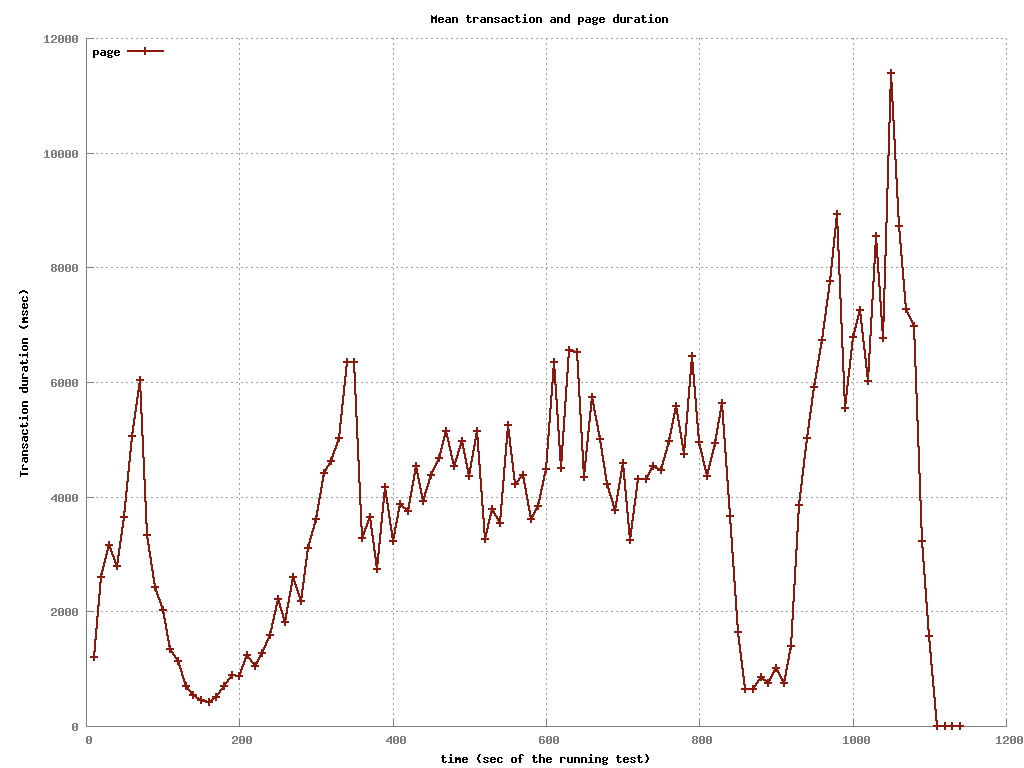 Mean transaction and page duration
12000
page
10000
8000
6000
4000
2000
0
Transaction duration (msec)
0 200 400 600 800 1000 1200
time (sec of the running test)